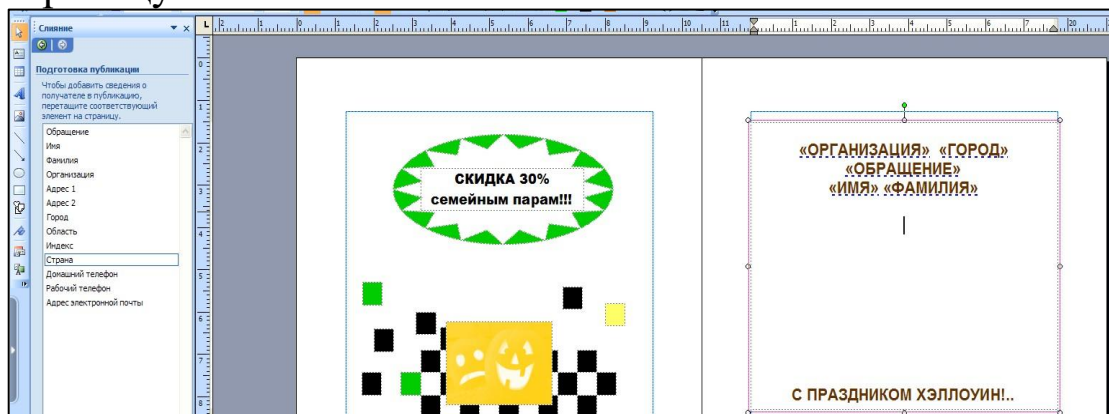 Слияние
Подготовка публикации
Чтобы добавить сведения о
получателе в публикацию,
перетащите соответствующий
элемент на страницу.
Обращение
Имя
Фамилия
Организация
Адрес 1
Адрес 2
Город
Область
Индекс
Страна
Домашний телефон
Рабочий телефон
Адрес электронной почты
СКИДКА 30%
семейным парам!!!
«ОРГАНИЗАЦИЯ» «ГОРОД»
«ОБРАЩЕНИЕ»
«ИМЯ» «ФАМИЛИЯ»
С ПРАЗДНИКОМ ХЭЛЛОУИН!..